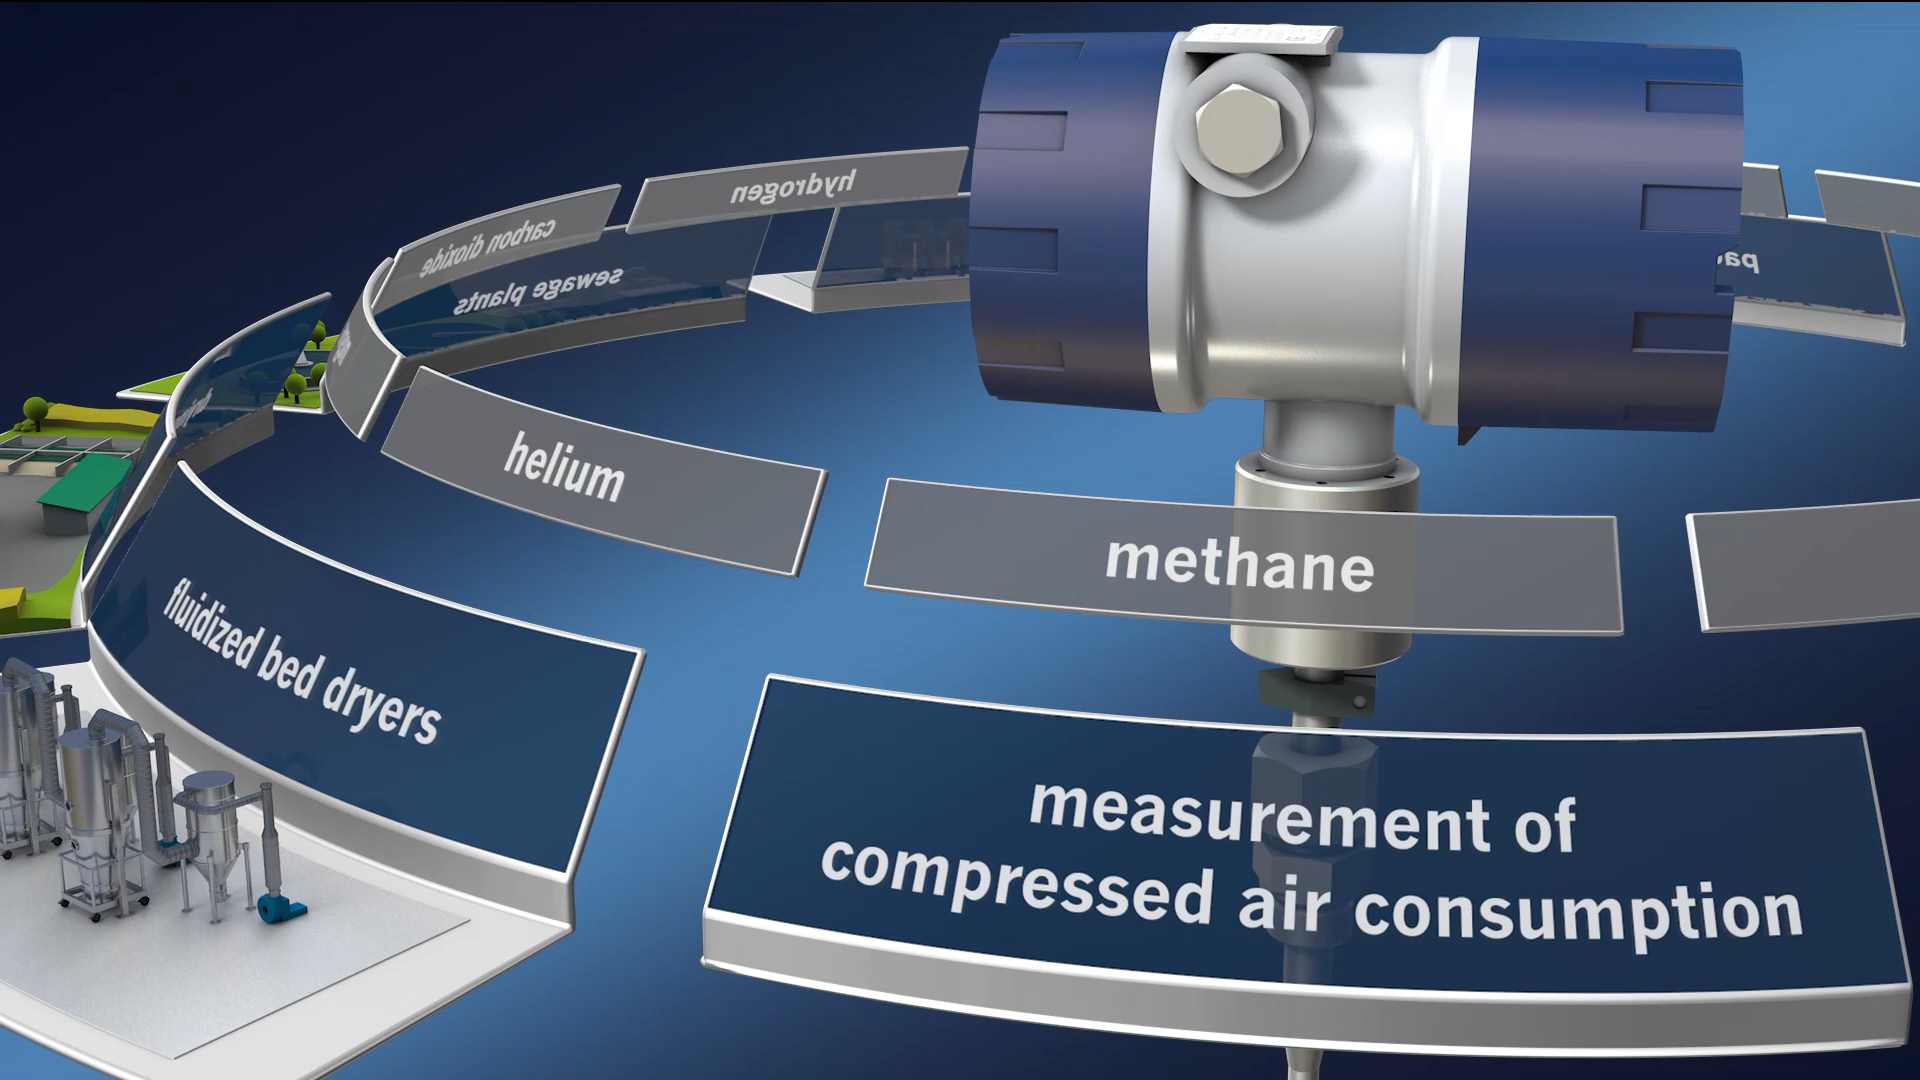 hydrogen
carbon dioxide
sewage plants
helium
methane
fluidized bed dryers
measurement of
compressed air consumption